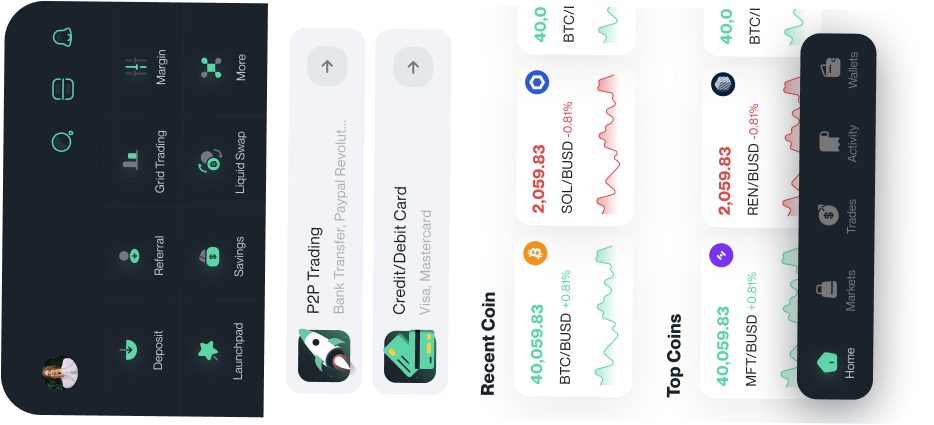 Deposit
Referral
Grid Trading
Margin
Launchpad
Savings
Liquid Swap
More
P2P Trading
Bank Transfer, Paypal Revolut...
Credit/Debit Card
Visa, Mastercard
Recent Coin
40,059.83
BTC/BUSD +0.81%
2,059.83
SOL/BUSD -0.81%
40,0
BTC/I
Top Coins
40,059.83
MFT/BUSD +0.81%
2,059.83
REN/BUSD -0.81%
40,0
BTC/I
Home
Markets
Trades
Activity
Wallets